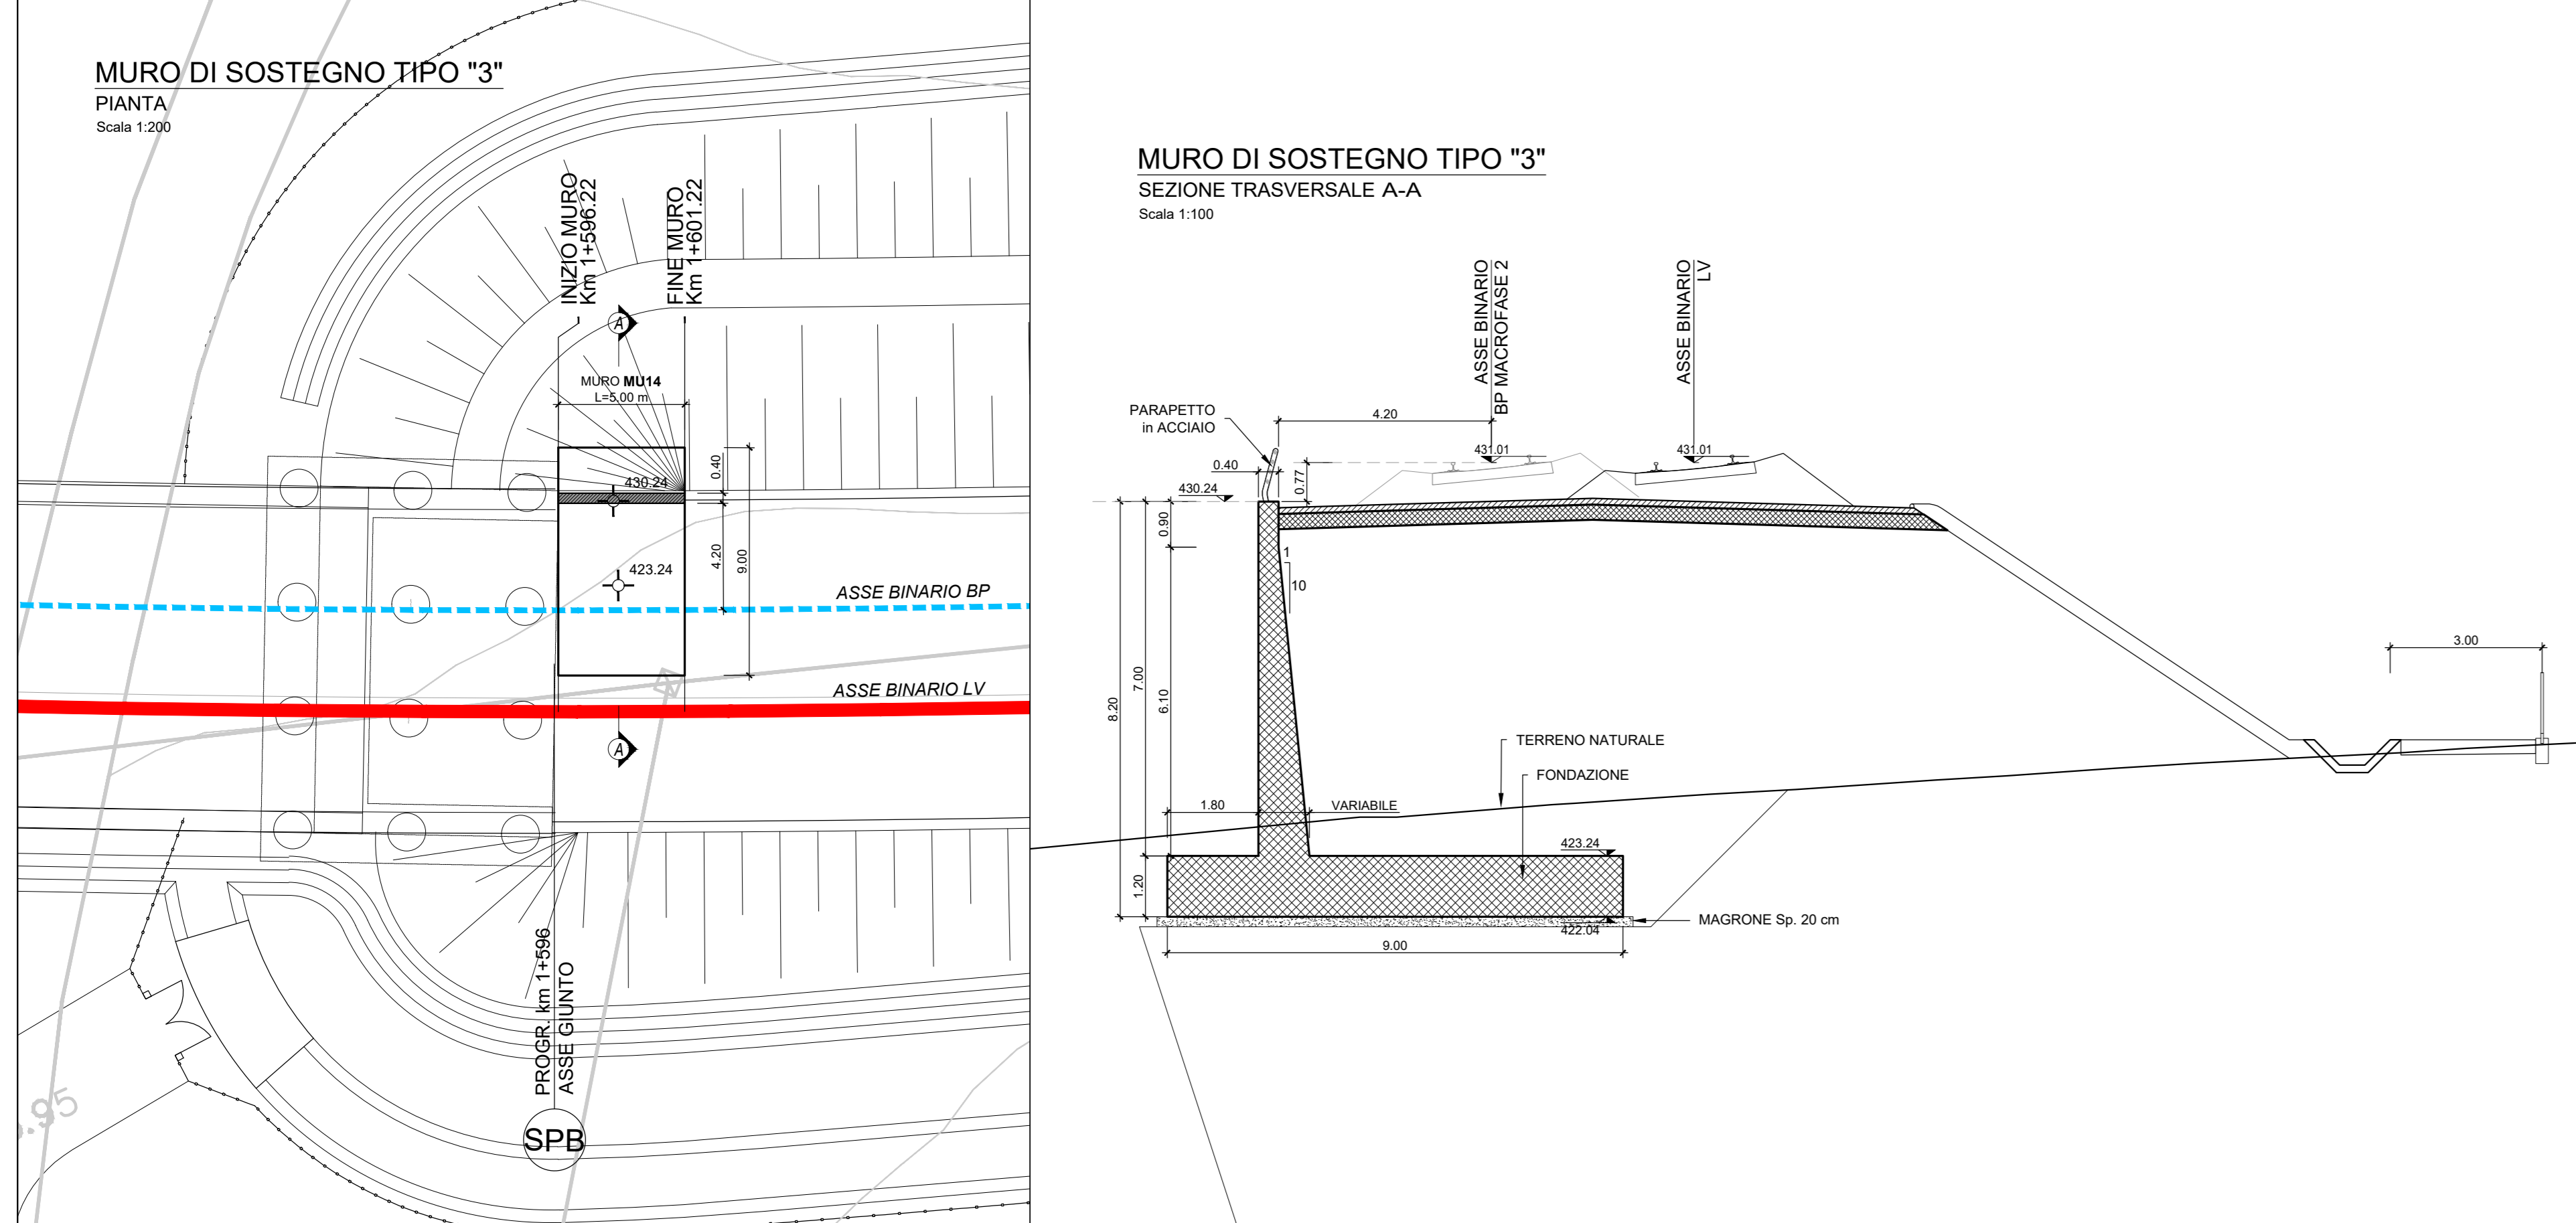 MURO DI SOSTEGNO TIPO "3"
PIANTA
Scala 1:200
INIZIO MURO
Km 1+596.22
FINE MURO
Km 1+601.22
A
MURO MU14
L=5.00 m
0.40
430.24
4.20
9.00
423.24
ASSE BINARIO BP
ASSE BINARIO LV
A
PROGR. km 1+596
ASSE GIUNTO
SPB
.95
MURO DI SOSTEGNO TIPO "3"
SEZIONE TRASVERSALE A-A
Scala 1:100
ASSE BINARIO
BP MACROFASE 2
ASSE BINARIO
LV
PARAPETTO
in ACCIAIO
4.20
431.01
431.01
0.40
0.77
430.24
0.90
1
10
3.00
7.00
6.10
8.20
TERRENO NATURALE
FONDAZIONE
1.80
VARIABILE
423.24
1.20
MAGRONE Sp. 20 cm
422.04
9.00